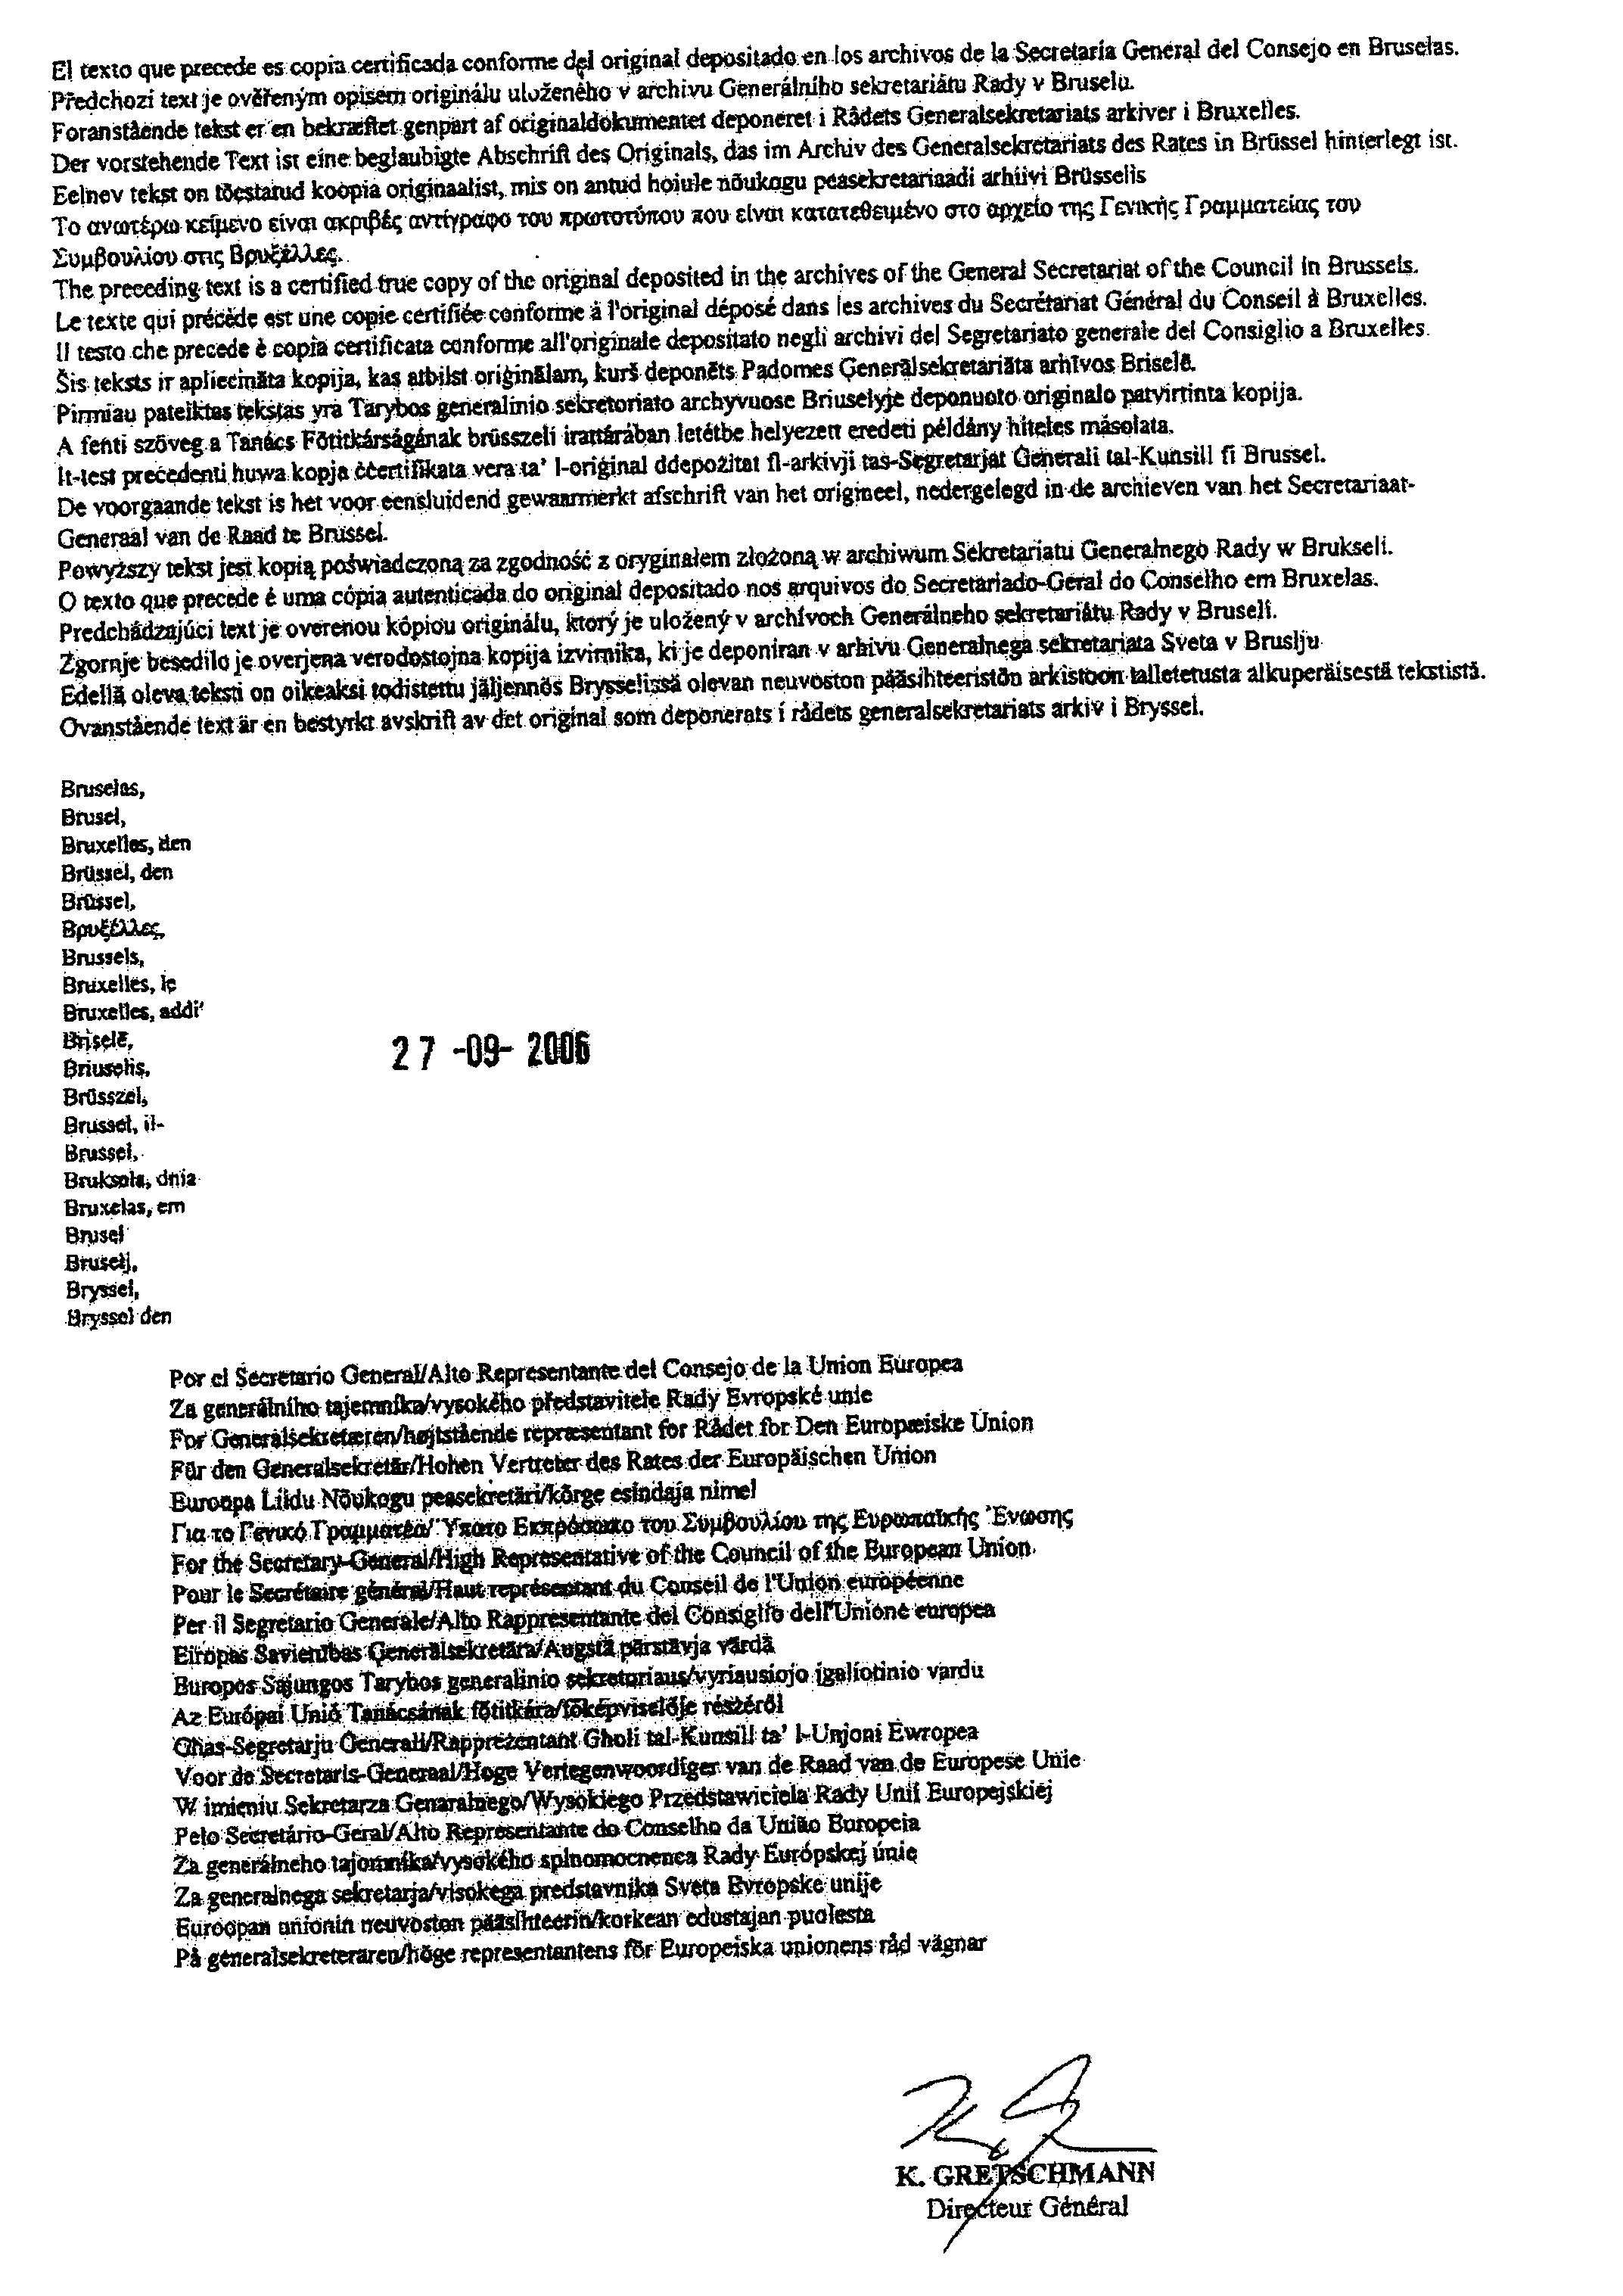 El texto que precede es copia certificada conforme del original depositado en los archivos de la Secretaría General del Consejo en Bruselas.
Předchozí text je ověřeným opisem originálu uloženého v archivu Generálního sekretariátu Rady v Bruselu.
Foranstående tekst er en bekræftet genpart af originaldokumentet deponeret i Rådets Generalsekretariats arkiver i Bruxelles.
Der vorstehende Text ist eine beglaubigte Abschrift des Originals, das im Archiv des Generalsekretariats des Rates in Brüssel hinterlegt ist.
Eelnev tekst on tõestatud koopia originaalist, mis on antud hoiule nõukogu peasekretariaadi arhiivi Brüsselis
Το ανωτέρω κείμενο είναι ακριβές αντίγραφο του πρωτοτύπου που είναι κατατεθειμένο στο αρχείο της Γενικής Γραμματείας του
Συμβουλίου στις Βρυξέλλες.
The preceding text is a certified true copy of the original deposited in the archives of the General Secretariat of the Council in Brussels.
Le texte qui précède est une copie certifiée conforme à l'original déposé dans les archives du Secrétariat Général du Conseil à Bruxelles.
Il testo che precede è copia certificata conforme all'originale depositato negli archivi del Segretariato generale del Consiglio a Bruxelles.
Šis teksts ir apliecināta kopija, kas atbilst oriģinālam, kurš deponēts Padomes Ģenerālsekretariāta arhīvos Briselē.
Pirmiau pateiktas tekstas yra Tarybos generalinio sekretoriato archyvuose Briuselyje deponuoto originalo patvirtinta kopija.
A fenti szöveg a Tanács Főtitkárságának brüsszeli irattárában letétbe helyezett eredeti példány hiteles másolata.
It-test preċedenti huwa kopja ċċertifikata vera ta' l-oriġinal ddepożitat fl-arkivji tas-Segretarjat Ġenerali tal-Kunsill fi Brussel.
De voorgaande tekst is het voor eensluidend gewaarmerkt afschrift van het origineel, nedergelegd in de archieven van het Secretariaat-
Generaal van de Raad te Brussel.
Powyższy tekst jest kopią poświadczoną za zgodność z oryginałem złożoną w archiwum Sekretariatu Generalnego Rady w Brukseli.
O texto que precede é uma cópia autenticada do original depositado nos arquivos do Secretariado-Geral do Conselho em Bruxelas.
Predchádzajúci text je overenou kópiou originálu, ktorý je uložený v archívoch Generálneho sekretariátu Rady v Bruseli.
Zgornje besedilo je overjena verodostojna kopija izvirnika, ki je deponiran v arhivu Generalnega sekretariata Sveta v Bruslju
Edellä oleva teksti on oikeaksi todistettu jäljennös Brysselissä olevan neuvoston pääsihteeristön arkistoon talletetusta alkuperäisestä tekstistä.
Ovanstående text är en bestyrkt avskrift av det original som deponerats i rådets generalsekretariats arkiv i Bryssel.
Bruselas,
Brusel,
Bruxelles, den
Brüssel, den
Brüssel,
Βρυξέλλες,
Brussels,
Bruxelles, le
Bruxelles, addi'
Briselē,
Briuselis,
Brüsszel,
Brussel, il-
Brussel,
Bruksela, dnia
Bruxelas, em
Brusel
Bruselj,
Bryssel,
Bryssel den
27 -09- 2006
Por el Secretario General/Alto Representante del Consejo de la Union Europea
Za generálního tajemníka/vysokého představitele Rady Evropské unie
For Generalsekretæren/højtstående repræsentant for Rådet for Den Europæiske Union
Für den Generalsekretär/Hohen Vertreter des Rates der Europäischen Union
Euroopa Liidu Nõukogu peasekretäri/kõrge esindaja nimel
Για το Γενικό Γραμματέα/Ύπατο Εκπρόσωπο του Συμβουλίου της Ευρωπαϊκής Ένωσης
For the Secretary-General/High Representative of the Council of the European Union
Pour le Secrétaire général/Haut représentant du Conseil de l'Union européenne
Per il Segretario Generale/Alto Rappresentante del Consiglio dell'Unione europea
Eiropas Savienības Ģenerālsekretāra/Augstā pārstāvja vārdā
Europos Sąjungos Tarybos generalinio sekretoriaus/vyriausiojo įgaliotinio vardu
Az Európai Unió Tanácsának főtitkára/főképviselője részéről
Għas-Segretarju Ġenerali/Rappreżentant Għoli tal-Kunsill ta' l-Unjoni Ewropea
Voor de Secretaris-Generaal/Hoge Vertegenwoordiger van de Raad van de Europese Unie
W imieniu Sekretarza Generalnego/Wysokiego Przedstawiciela Rady Unii Europejskiej
Pelo Secretário-Geral/Alto Representante do Conselho da União Europeia
Za generálneho tajomníka/vysokého splnomocnenca Rady Európskej únie
Za generalnega sekretarja/visokega predstavnika Sveta Evropske unije
Euroopan unionin neuvoston pääsihteerin/korkean edustajan puolesta
På generalsekreteraren/höge representantens för Europeiska unionens råd vägnar
K. GRETSCHMANN
Directeur Général